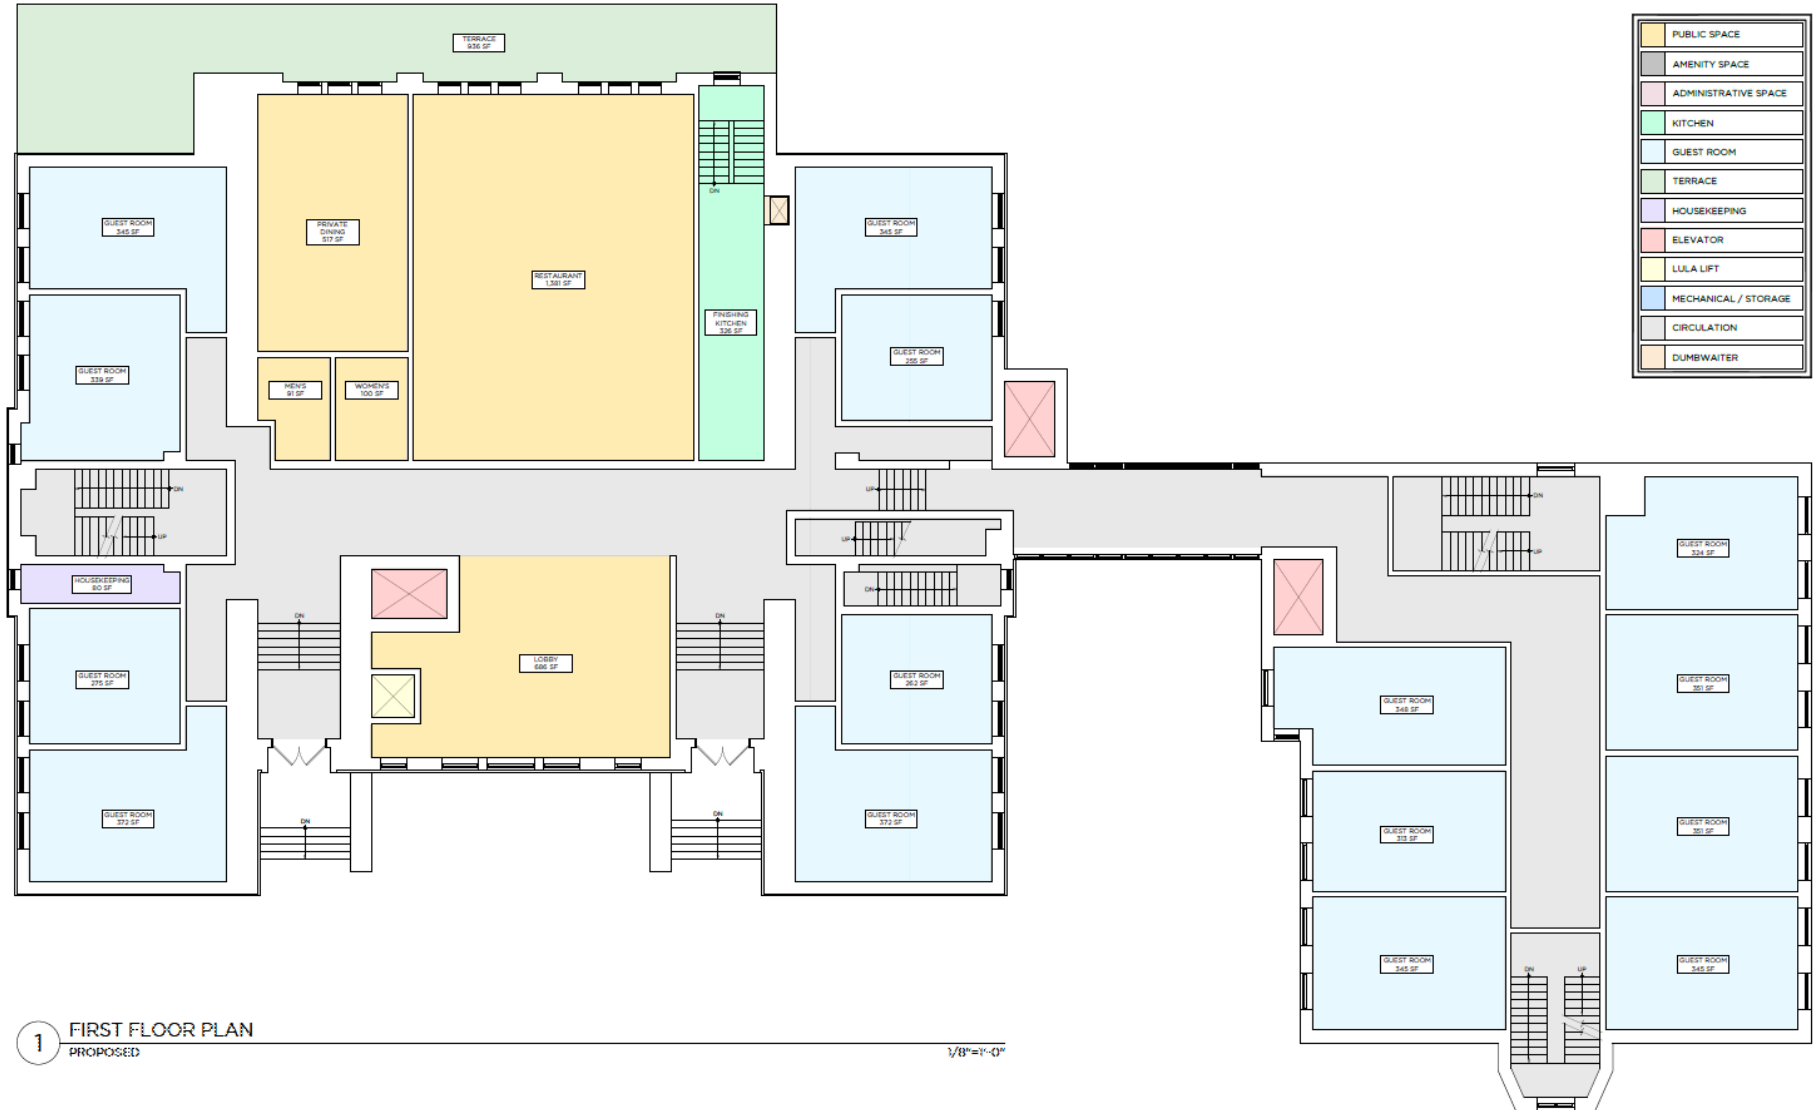 TERRACE
936 SF
PUBLIC SPACE
AMENITY SPACE
ADMINISTRATIVE SPACE
KITCHEN
GUEST ROOM
TERRACE
HOUSEKEEPING
ELEVATOR
LULA LIFT
MECHANICAL / STORAGE
CIRCULATION
DUMBWAITER
GUEST ROOM
345 SF
PRIVATE
DINING
517 SF
RESTAURANT
1,381 SF
DN
FINISHING
KITCHEN
326 SF
GUEST ROOM
345 SF
GUEST ROOM
339 SF
MEN'S
91 SF
WOMEN'S
100 SF
GUEST ROOM
255 SF
DN
UP
UP
UP
DN
DN
UP
HOUSEKEEPING
80 SF
GUEST ROOM
324 SF
DN
DN
GUEST ROOM
275 SF
LOBBY
686 SF
GUEST ROOM
262 SF
GUEST ROOM
348 SF
GUEST ROOM
351 SF
GUEST ROOM
372 SF
DN
DN
GUEST ROOM
372 SF
GUEST ROOM
313 SF
GUEST ROOM
351 SF
GUEST ROOM
345 SF
GUEST ROOM
345 SF
DN
UP
1
FIRST FLOOR PLAN
PROPOSED
1/8"=1'-0"